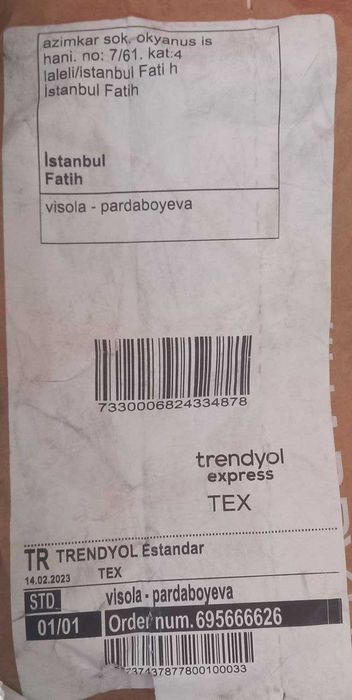 azimkar sok. okyanus is
hani. no: 7/61. kat:4
laleli/istanbul Fati h
İstanbul Fatih
İstanbul
Fatih
visola - pardaboyeva
7330006824334878
trendyol
express
TEX
TR TRENDYOL Estandar
14.02.2023 TEX
STD visola - pardaboyeva
01/01 Order num. 695666626
737437877800100033